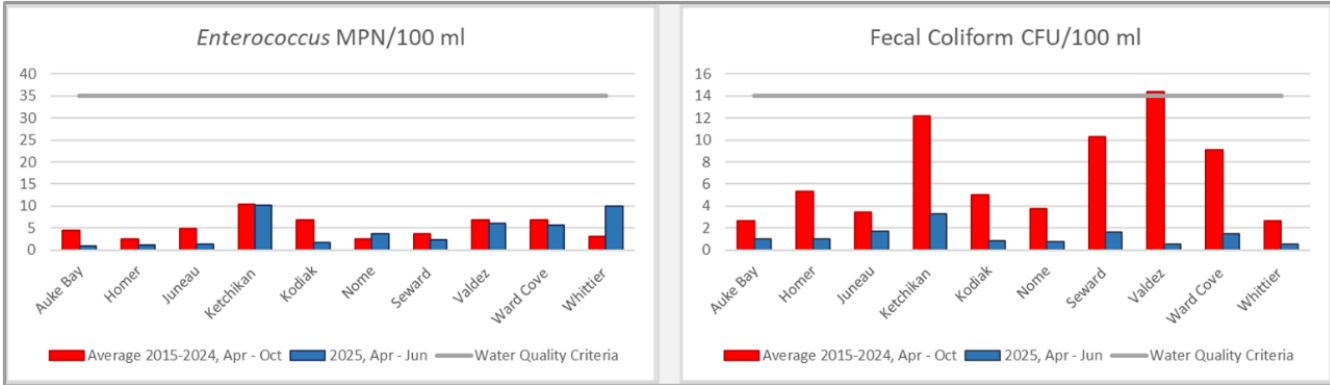 Enterococcus MPN/100 ml
40
35
30
25
20
15
10
5
0
Auke Bay
Homer
Juneau
Ketchikan
Kodiak
Nome
Seward
Valdez
Ward Cove
Whittier
Average 2015-2024, Apr - Oct 2025, Apr - Jun Water Quality Criteria
Fecal Coliform CFU/100 ml
16
14
12
10
8
6
4
2
0
Auke Bay
Homer
Juneau
Ketchikan
Kodiak
Nome
Seward
Valdez
Ward Cove
Whittier
Average 2015-2024, Apr - Oct 2025, Apr - Jun Water Quality Criteria